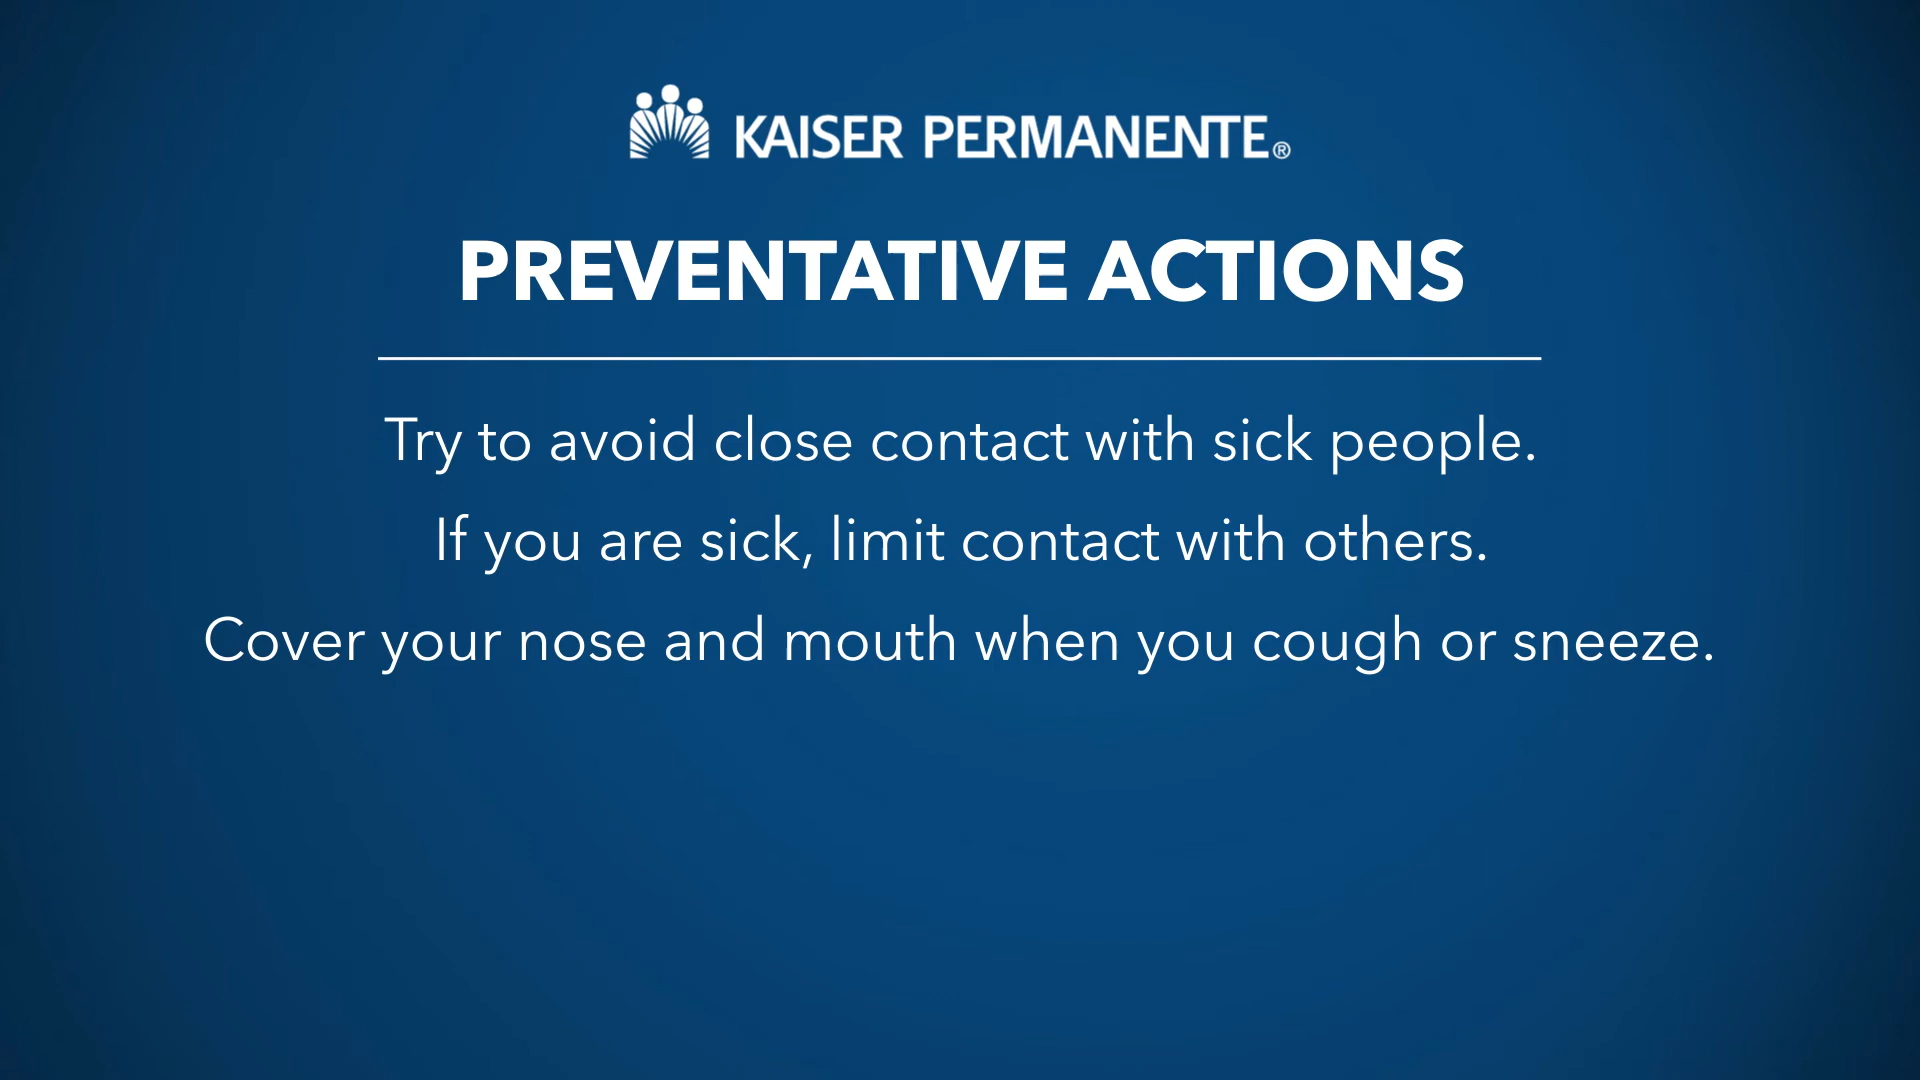 KAISER PERMANENTE®
PREVENTATIVE ACTIONS
Try to avoid close contact with sick people.
If you are sick, limit contact with others.
Cover your nose and mouth when you cough or sneeze.